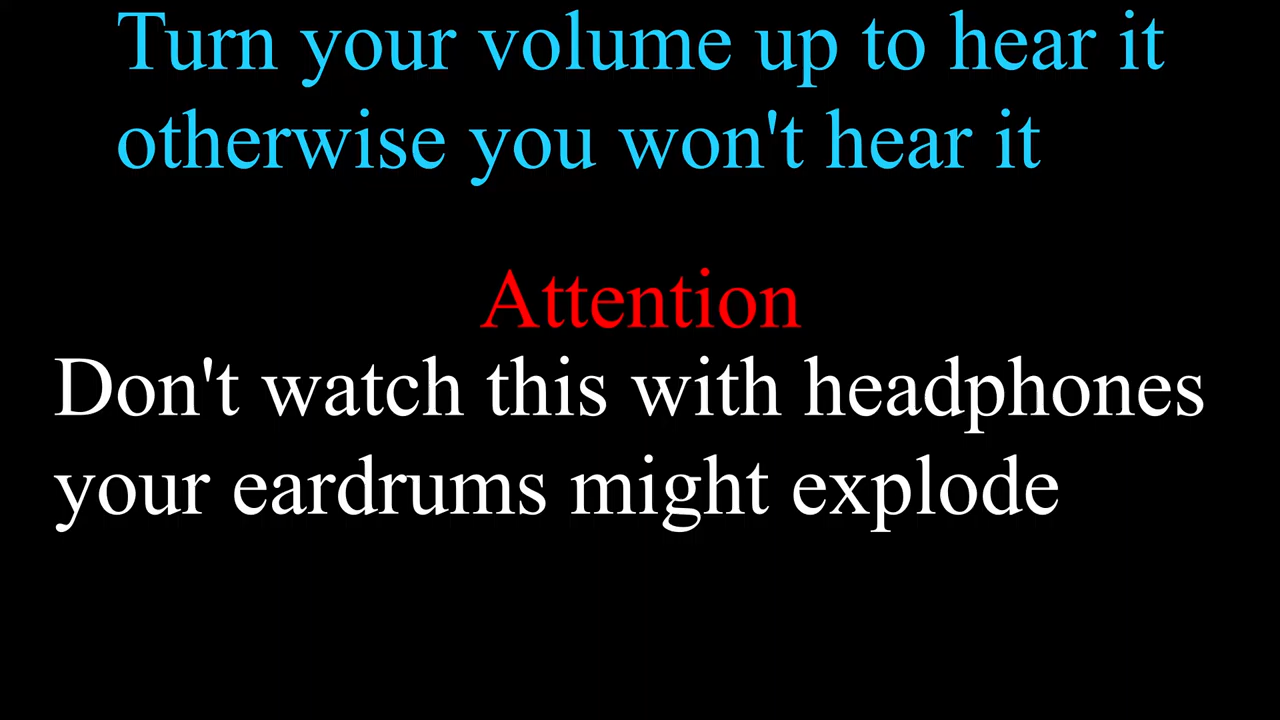 Turn your volume up to hear it
otherwise you won't hear it
Attention
Don't watch this with headphones
your eardrums might explode